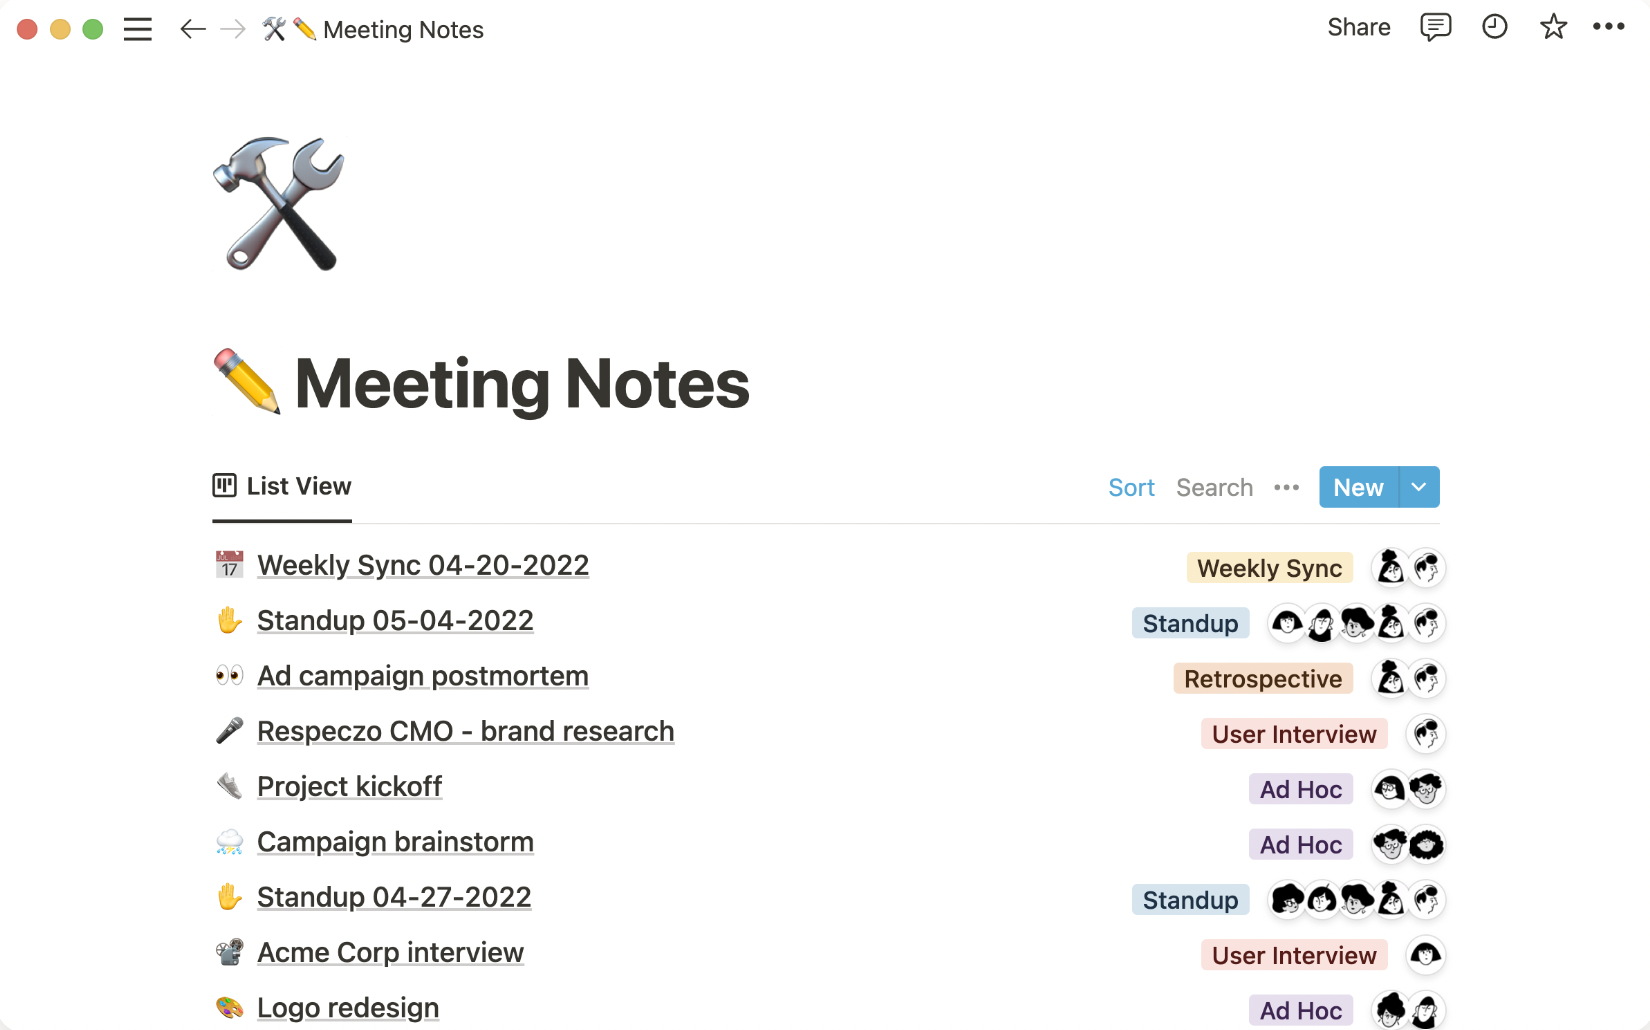 Meeting Notes
Share
Meeting Notes
List View
Sort Search New
17 Weekly Sync 04-20-2022 Weekly Sync
Standup 05-04-2022 Standup
Ad campaign postmortem Retrospective
Respeczo CMO - brand research User Interview
Project kickoff Ad Hoc
Campaign brainstorm Ad Hoc
Standup 04-27-2022 Standup
Acme Corp interview User Interview
Logo redesign Ad Hoc